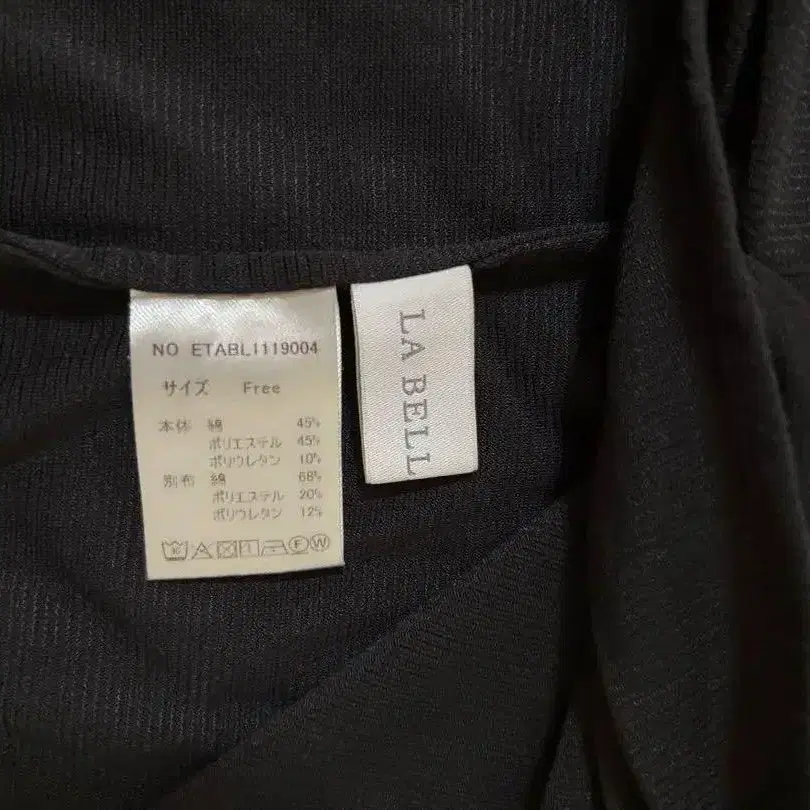 NO ETABL1119004
サイズ Free
本体 綿 45%
ポリエステル 45%
ポリウレタン 10%
別布 綿 68%
ポリエステル 20%
ポリウレタン 12%
F W
LA BELL